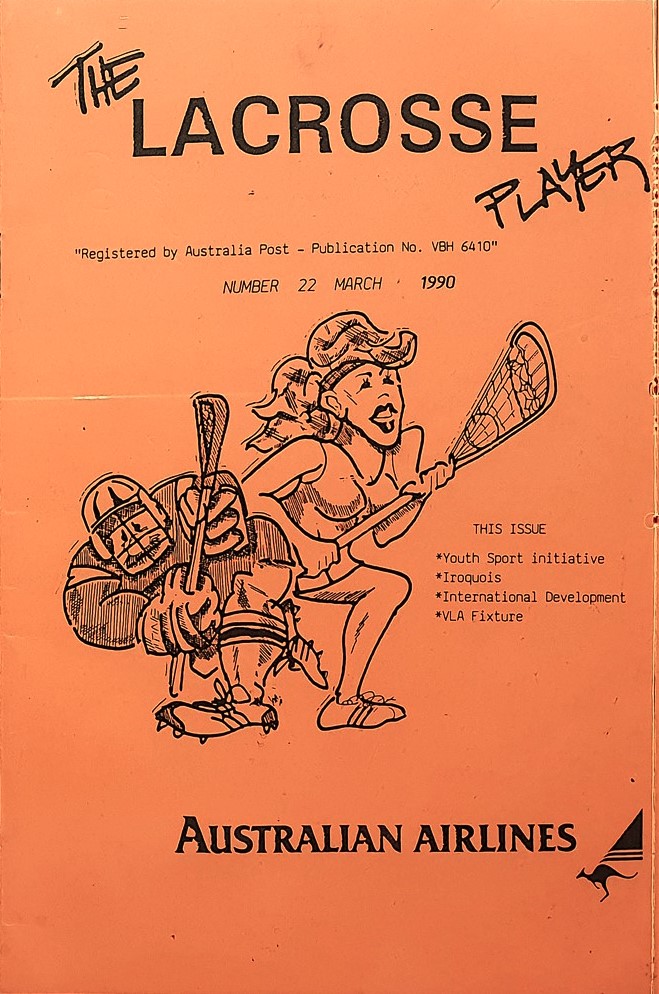 THE
LACROSSE
PLAYER
"Registered by Australia Post - Publication No. VBH 6410"
NUMBER 22 MARCH 1990
THIS ISSUE
*Youth Sport initiative
*Iroquois
*International Development
*VLA Fixture
AUSTRALIAN AIRLINES